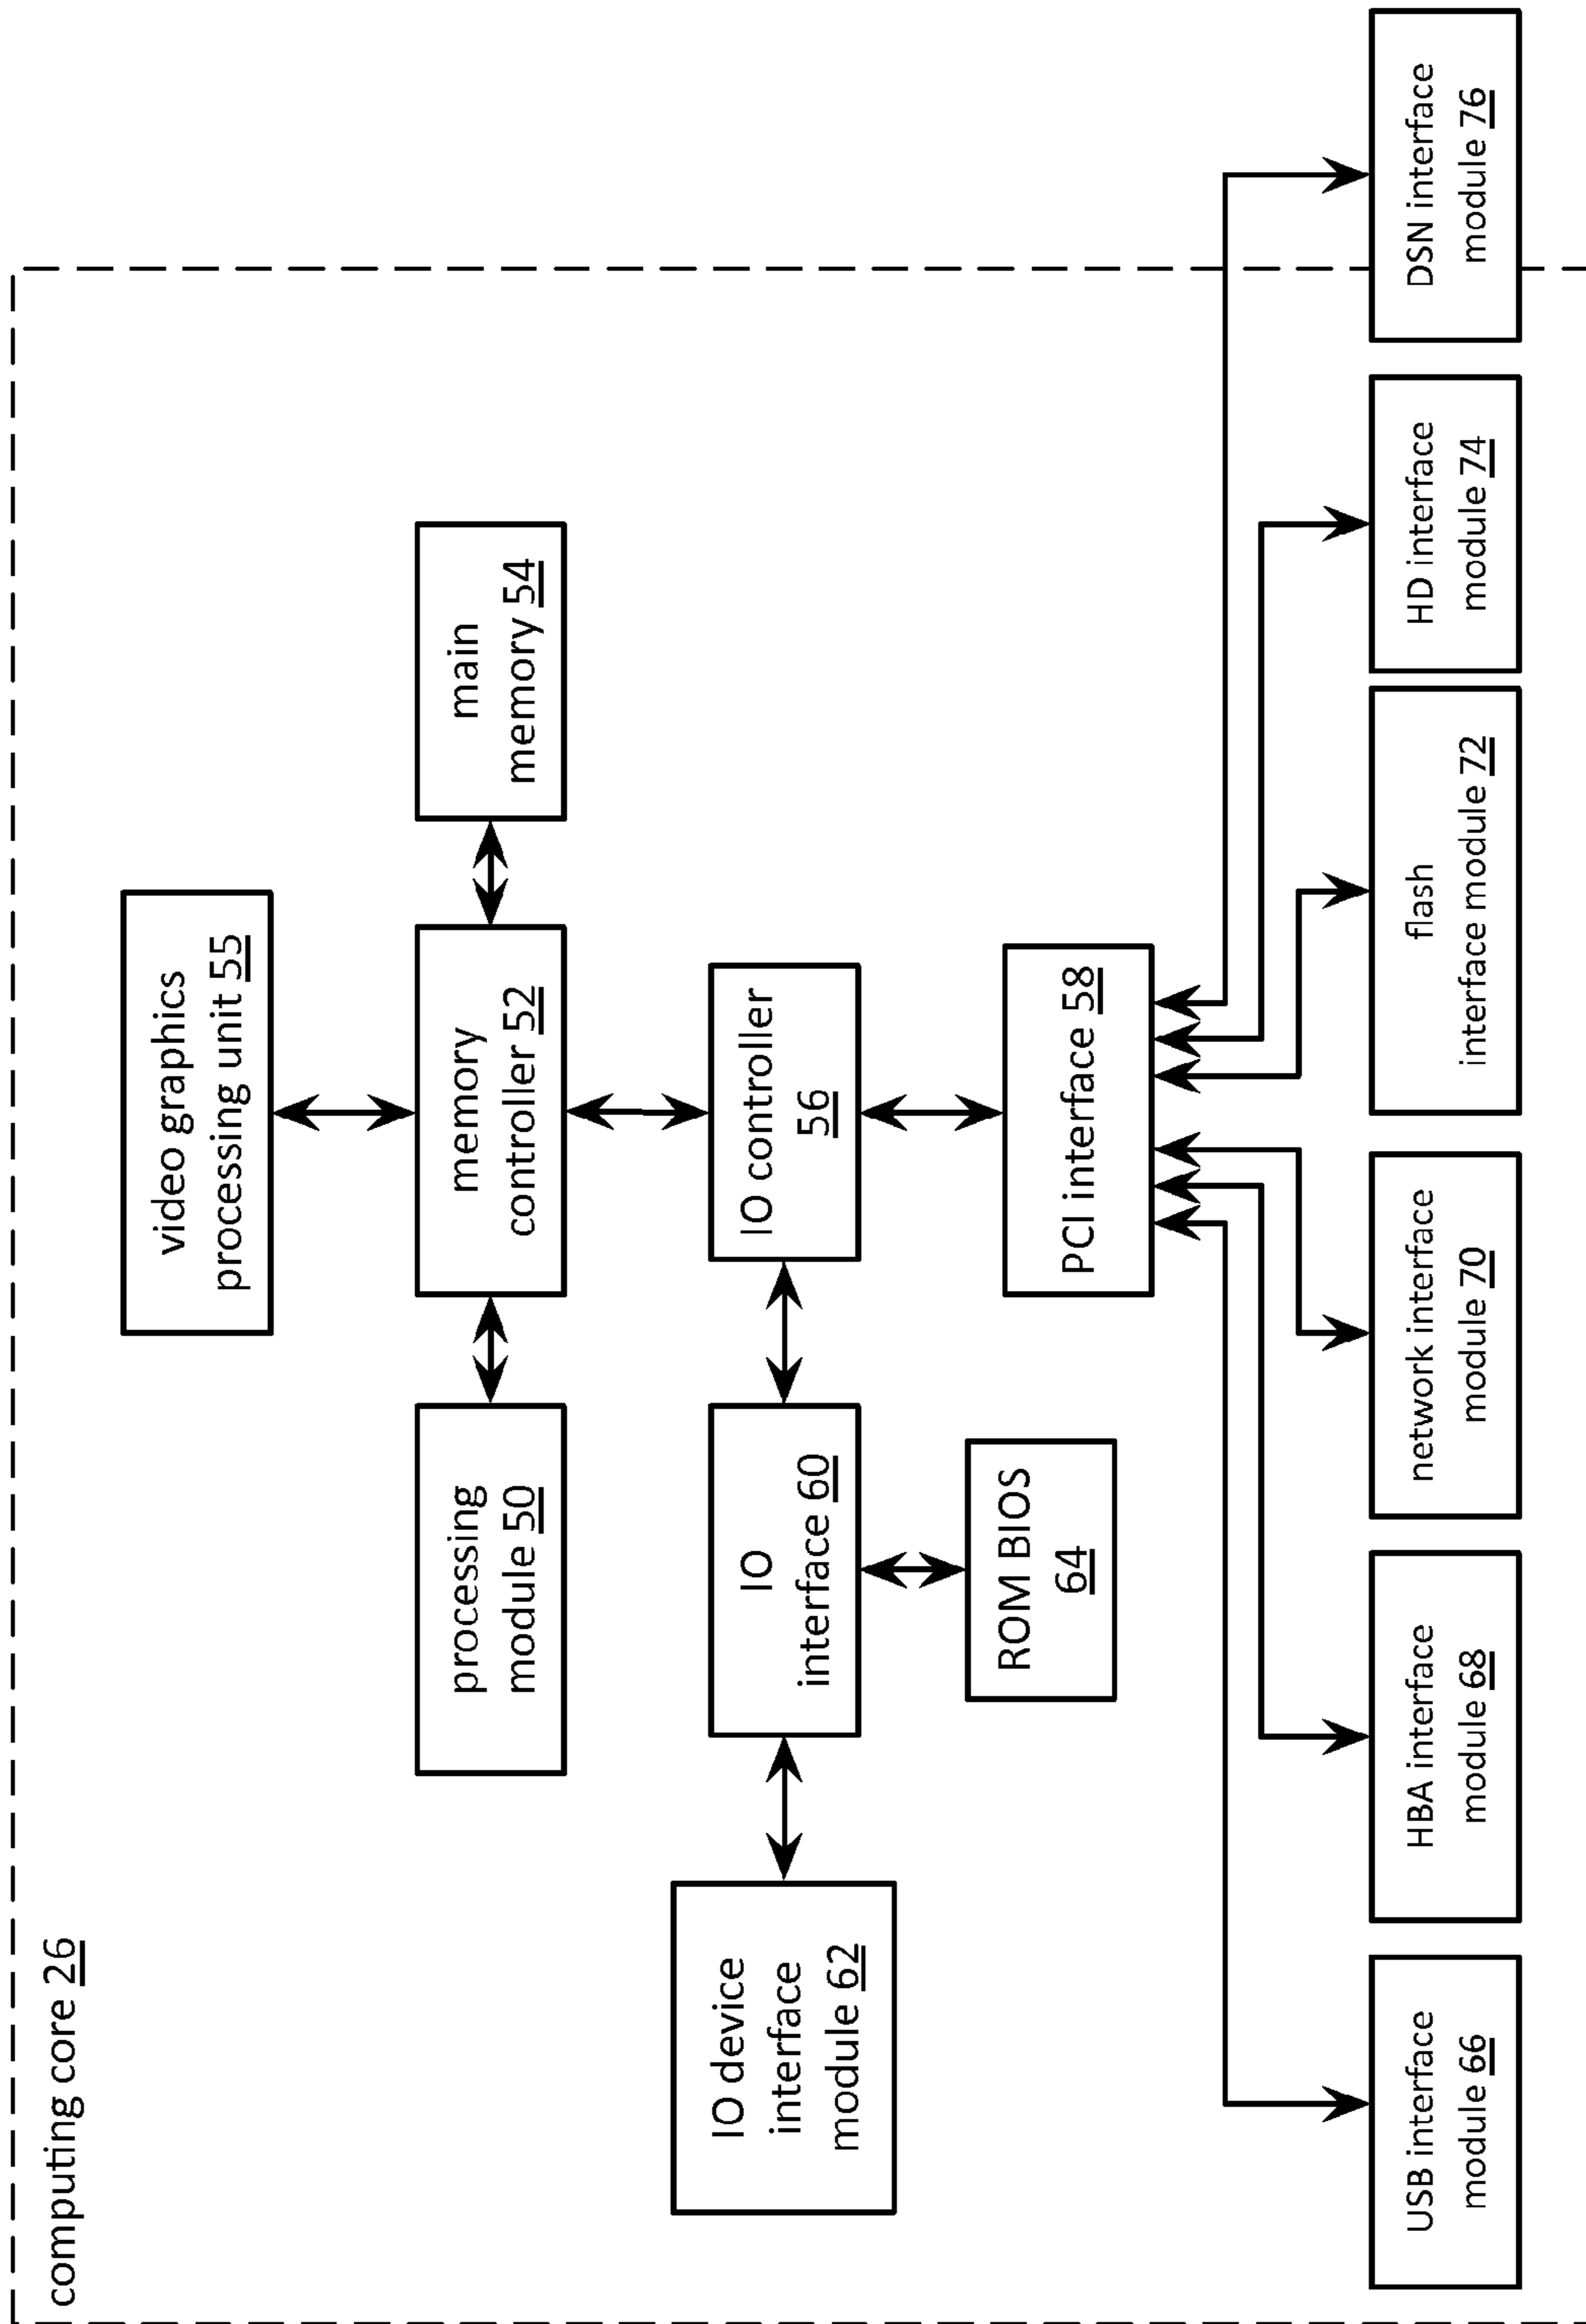 computing core 26
video graphics
processing unit 55
processing
module 50
memory
controller 52
main
memory 54
IO device
interface
module 62
IO
interface 60
IO controller
56
ROM BIOS
64
PCI interface 58
USB interface
module 66
HBA interface
module 68
network interface
module 70
flash
interface module 72
HD interface
module 74
DSN interface
module 76